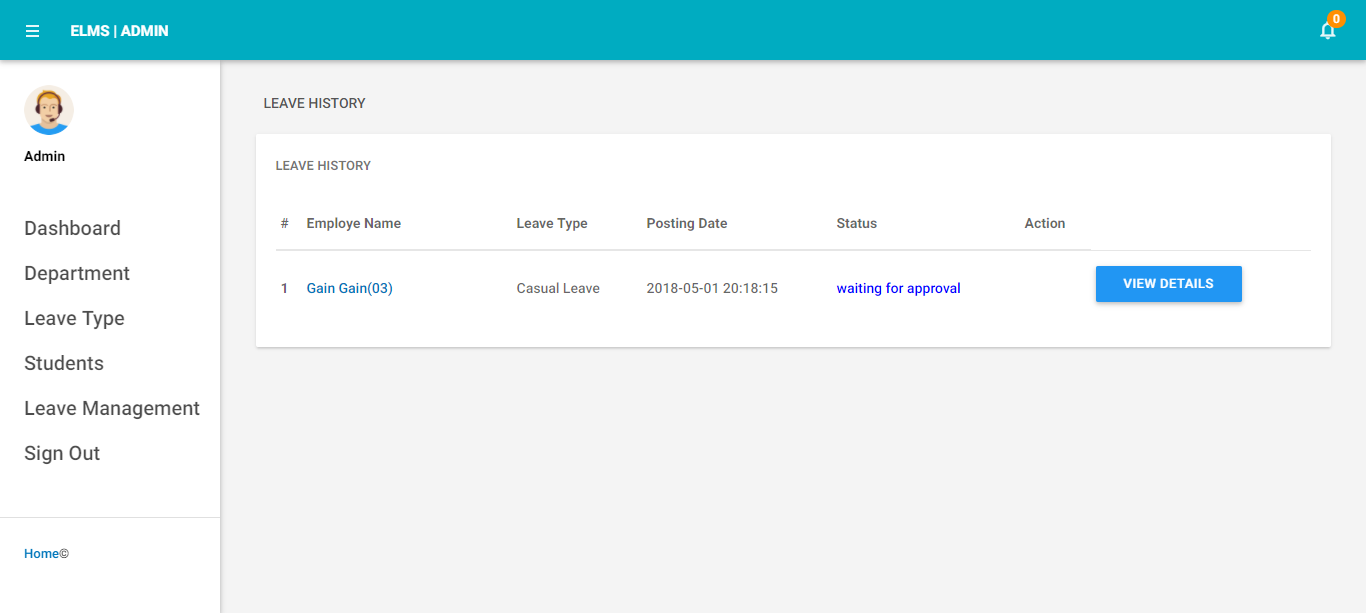 ELMS | ADMIN
0
Admin
Dashboard
Department
Leave Type
Students
Leave Management
Sign Out
Home©
LEAVE HISTORY
LEAVE HISTORY
# Employe Name Leave Type Posting Date Status Action
1 Gain Gain(03) Casual Leave 2018-05-01 20:18:15 waiting for approval VIEW DETAILS